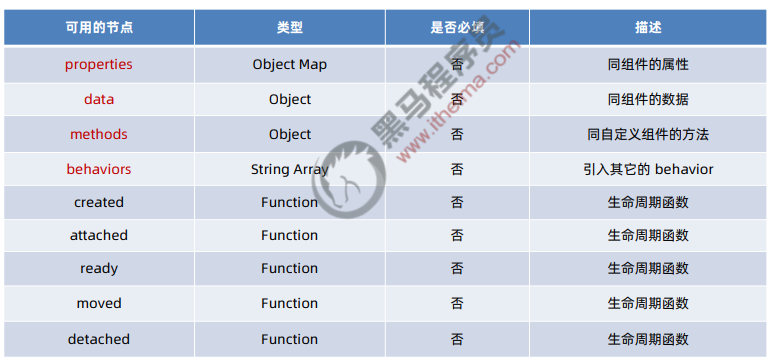 可用的节点 类型 是否必填 描述
properties Object Map 否 同组件的属性
data Object 否 同组件的数据
methods Object 否 同自定义组件的方法
behaviors String Array 否 引入其它的 behavior
created Function 否 生命周期函数
attached Function 否 生命周期函数
ready Function 否 生命周期函数
moved Function 否 生命周期函数
detached Function 否 生命周期函数
黑马程序员
www.itheima.com